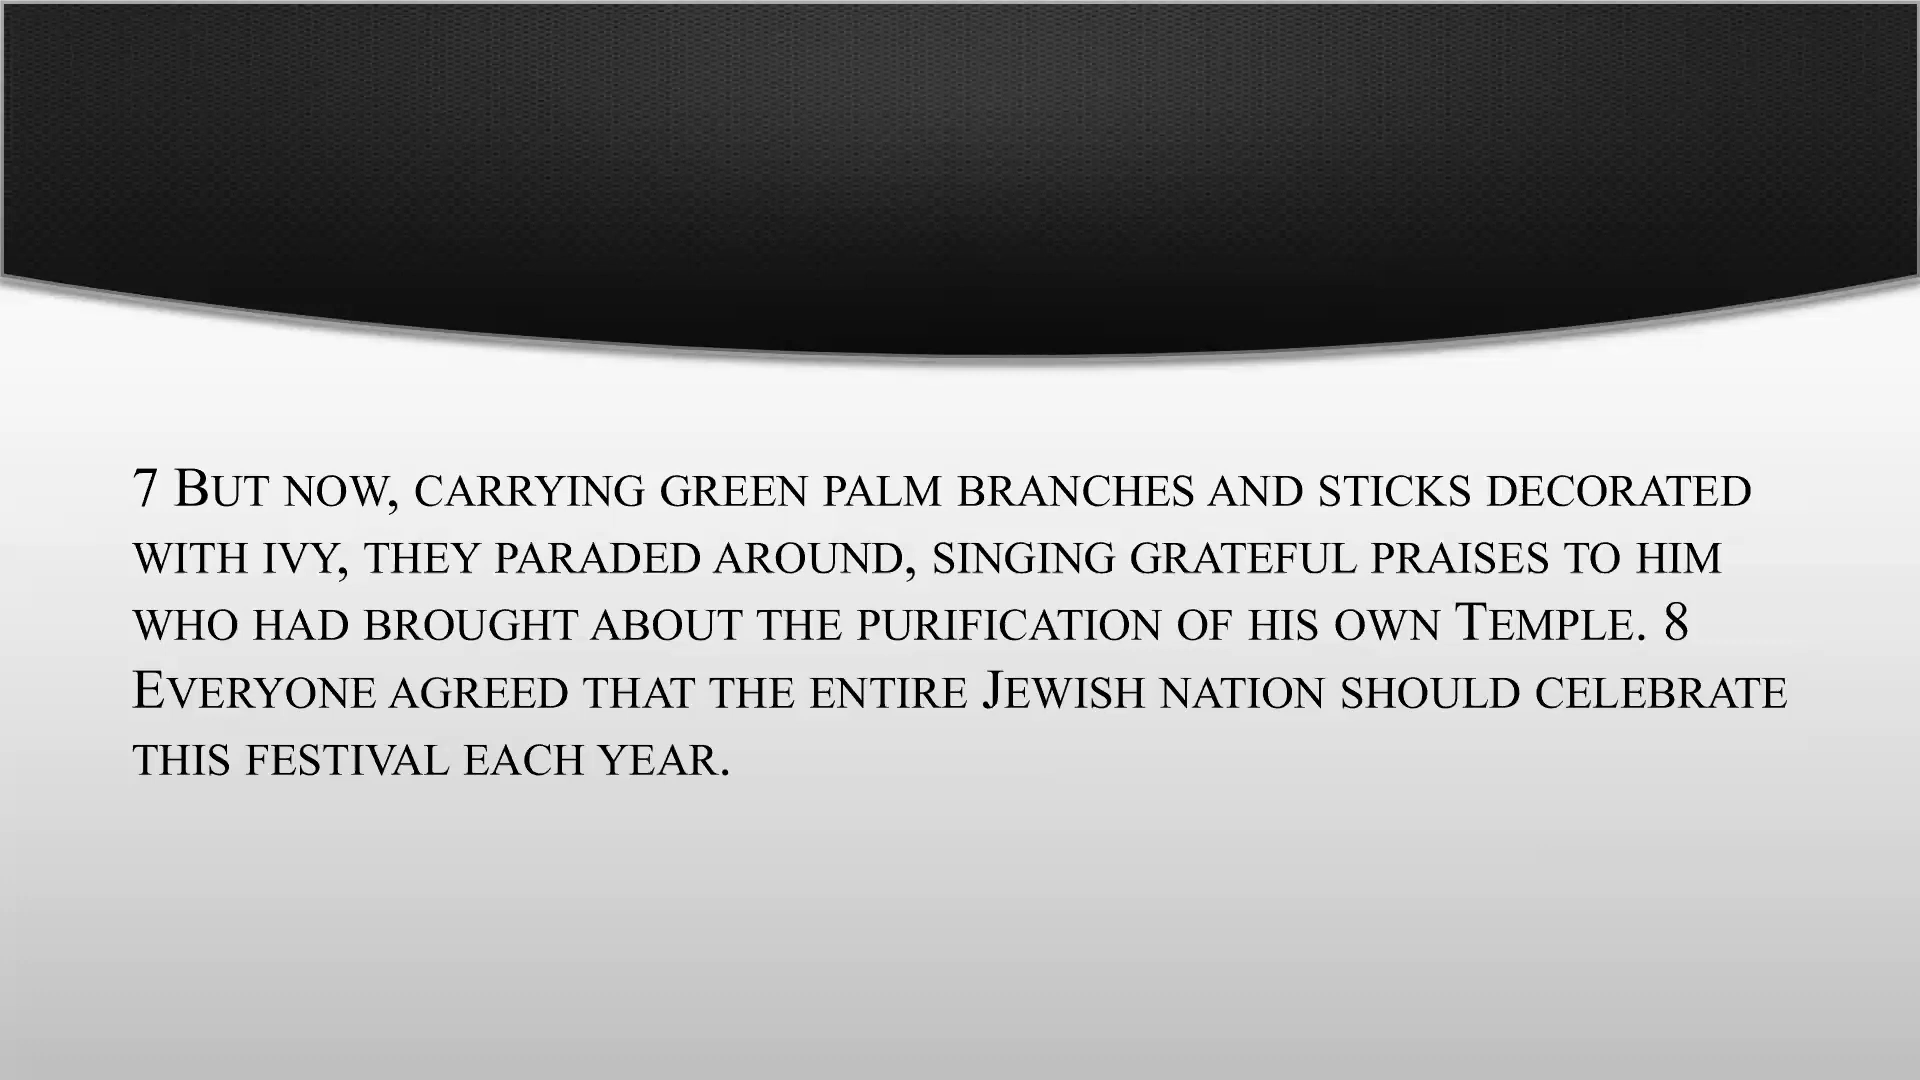 7 But now, carrying green palm branches and sticks decorated
with ivy, they paraded around, singing grateful praises to him
who had brought about the purification of his own Temple. 8
Everyone agreed that the entire Jewish nation should celebrate
this festival each year.